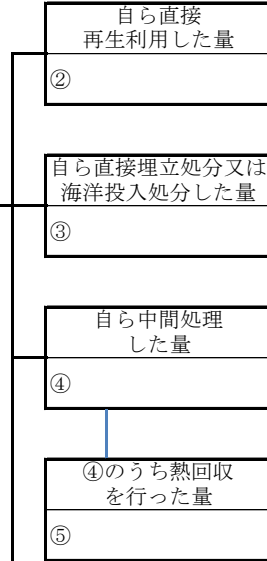 自ら直接
再生利用した量
②
自ら直接埋立処分又は
海洋投入処分した量
③
自ら中間処理
した量
④
④のうち熱回収
を行った量
⑤